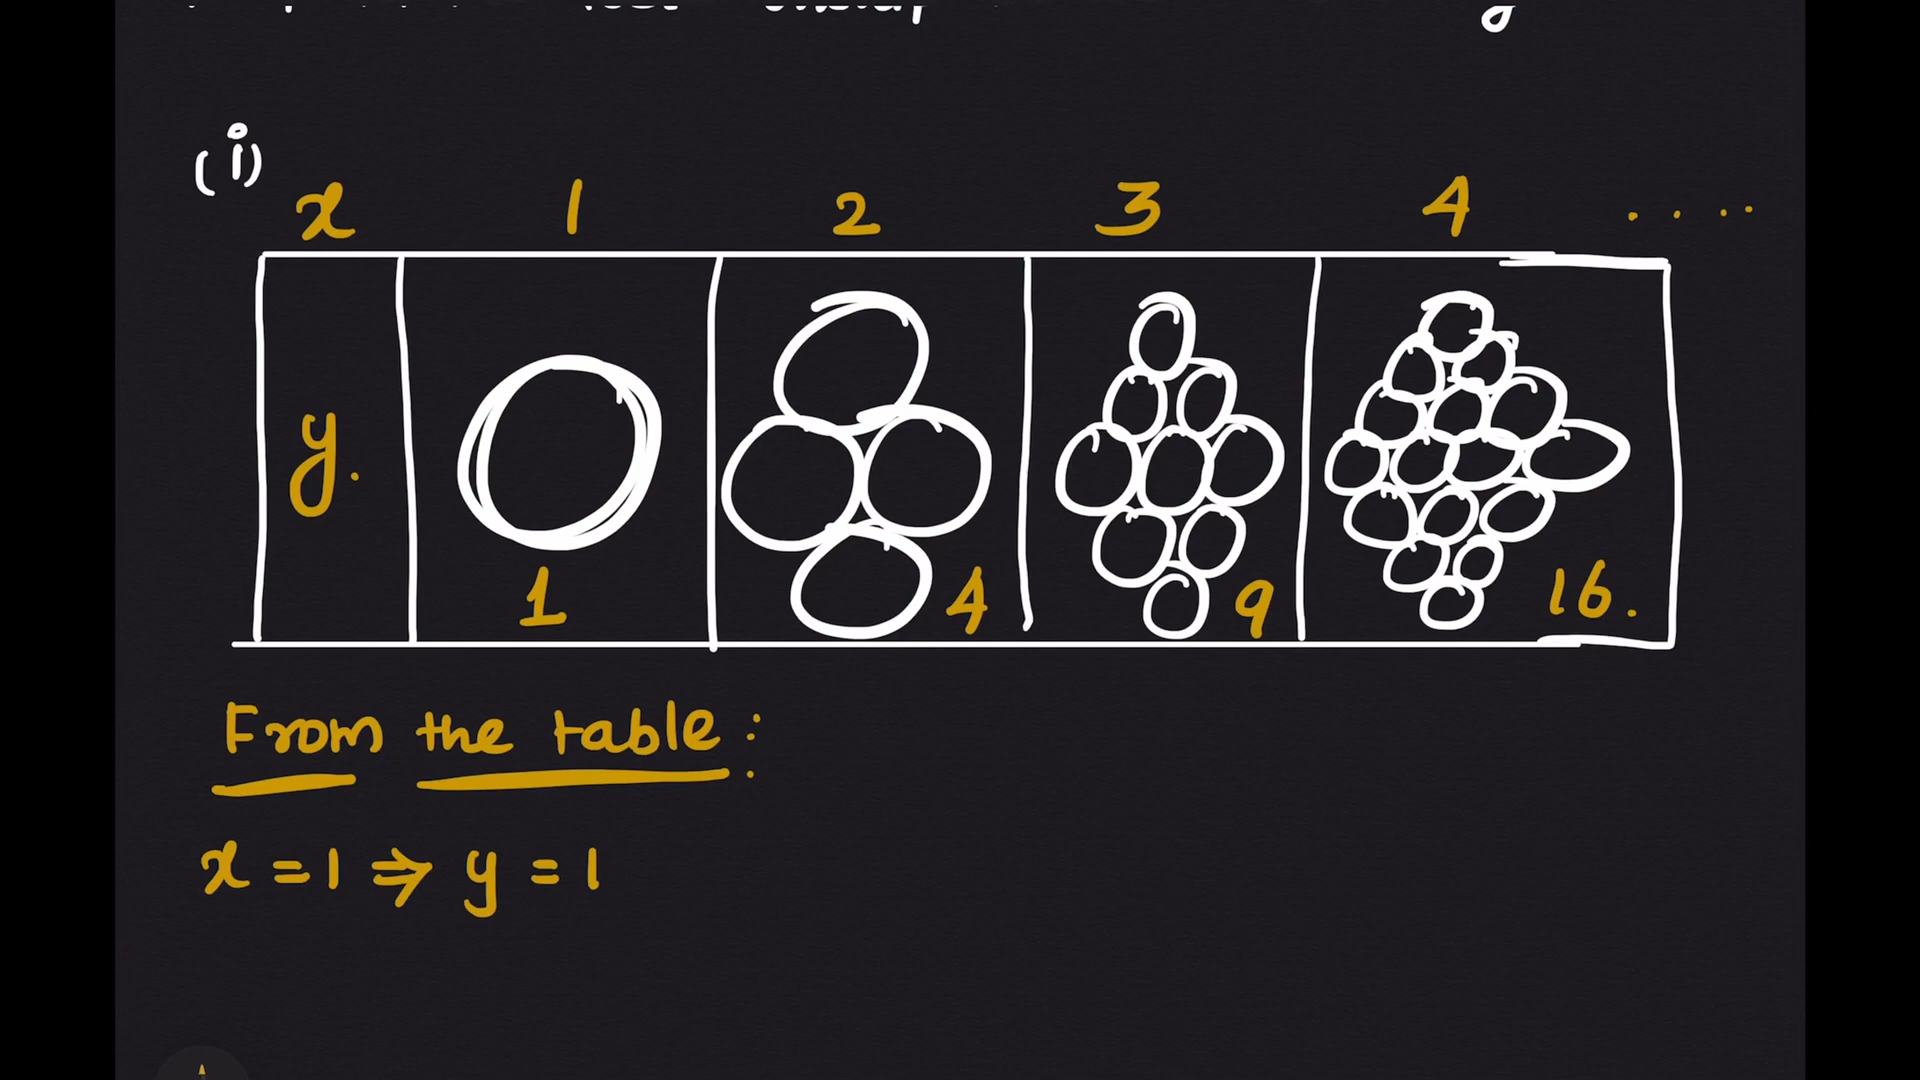 (i)
x 1 2 3 4 ....
y.
1 4 9 16.
From the table:
x = 1 ⇒ y = 1